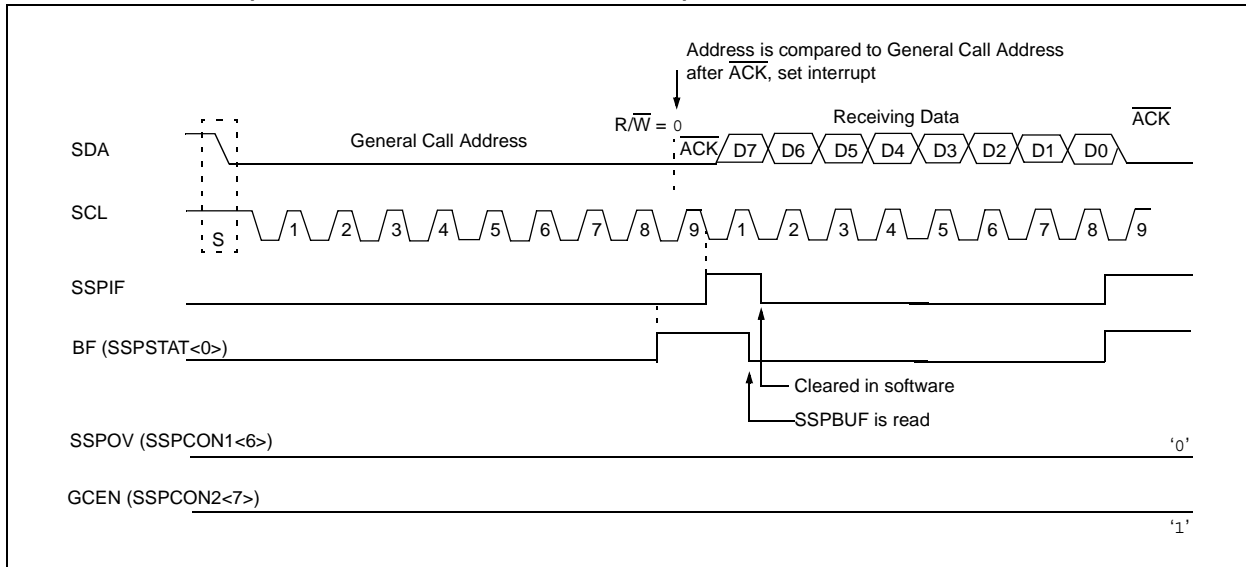 Address is compared to General Call Address
after ACK, set interrupt
R/W = 0
Receiving Data
ACK
SDA
General Call Address
ACK
D7 D6 D5 D4 D3 D2 D1 D0
SCL
S
1 2 3 4 5 6 7 8 9 1 2 3 4 5 6 7 8 9
SSPIF
BF (SSPSTAT<0>)
Cleared in software
SSPBUF is read
SSPOV (SSPCON1<6>)
‘0’
GCEN (SSPCON2<7>)
‘1’